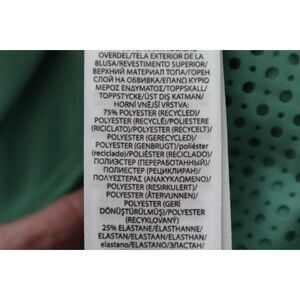 OVERDEL/TELA EXTERIOR DE LA
BLUSA/REVESTIMENTO SUPERIOR/
ВЕРХНИЙ МАТЕРИАЛ ТОПА/ГОРЕН
СЛОЙ НА ОБВИВКАТА/ΕΠΑΝΩ ΚΥΡΙΟ
ΜΕΡΟΣ ΕΝΔΥΜΑΤΟΣ/TOPPSKALL/
TOPPSTYCKE/ÜST DIŞ KATMAN/
HORNÍ VNĚJŠÍ VRSTVA:
75% POLYESTER (RECYCLED)/
POLYESTER (RECYCLÉ)/POLIESTERE
(RICICLATO)/POLYESTER (RECYCELT)/
POLYESTER (GERECYCLED)/
POLYESTER (GENBRUGT)/poliéster
(reciclado)/POLIÉSTER (RECICLADO)/
ПОЛИЭСТЕР (ПЕРЕРАБОТАННЫЙ)/
ПОЛИЕСТЕР (РЕЦИКЛИРАН)/
ΠΟΛΥΕΣΤΕΡΑΣ (ΑΝΑΚΥΚΛΩΜΕΝΟ)/
POLYESTER (RESIRKULERT)/
POLYESTER (ÅTERVUNNEN)/
POLYESTER (GERİ
DÖNÜŞTÜRÜLMÜŞ)/POLYESTER
(RECYKLOVANÝ)
25% ELASTANE/ÉLASTHANNE/
ELASTAN/ELASTAAN/ELASTHAN/
elastano/ELASTANO/ЭЛАСТАН/